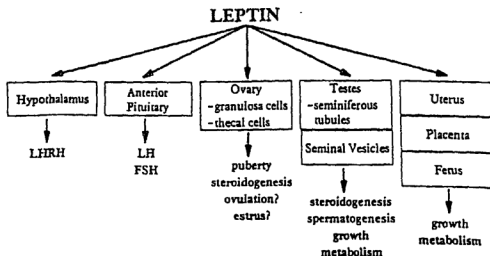 LEPTIN
Hypothalamus
LHRH
Anterior
Pituitary
LH
FSH
Ovary
-granulosa cells
-thecal cells
puberty
steroidogenesis
ovulation?
estrus?
Testes
-seminiferous
tubules
Seminal Vesicles
steroidogenesis
spermatogenesis
growth
metabolism
Uterus
Placenta
Fetus
growth
metabolism